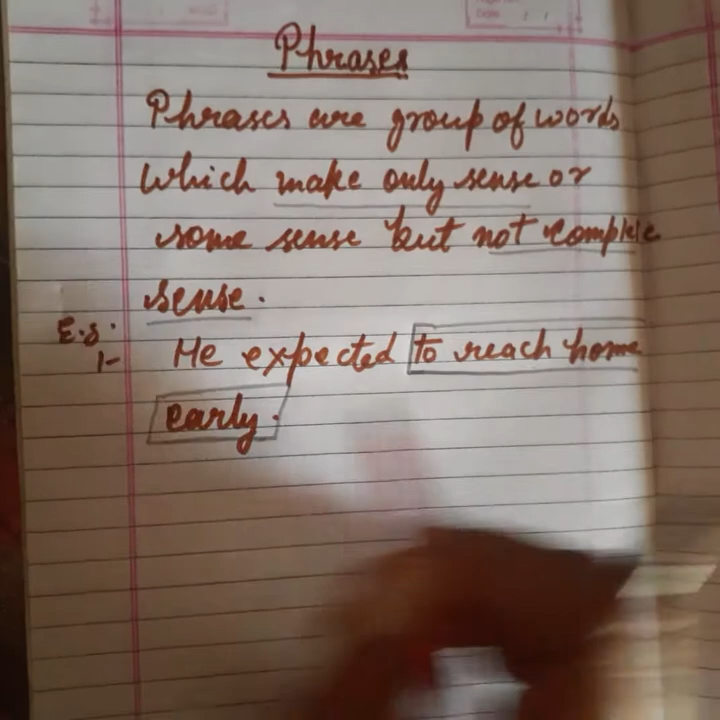 Phrases
Phrases are group of words
which make only sense or
some sense but not complete
sense.
E.g.
1- He expected to reach home
early.